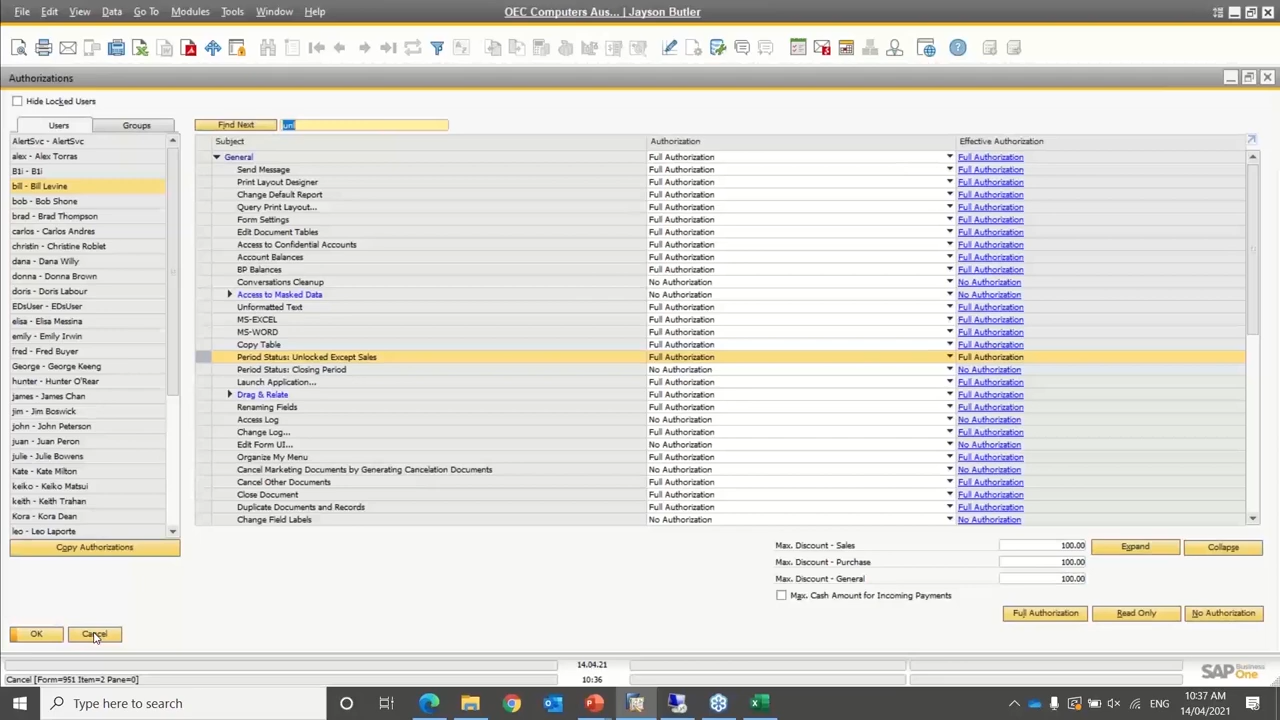 File Edit View Data Go To Modules Tools Window Help
OEC Computers Aus... | Jayson Butler
Authorizations
Hide Locked Users
Users Groups
Find Next
Subject Authorization Effective Authorization
General Full Authorization Full Authorization
Send Message Full Authorization Full Authorization
Print Layout Designer Full Authorization Full Authorization
Change Default Report Full Authorization Full Authorization
Query Print Layout... Full Authorization Full Authorization
Form Settings Full Authorization Full Authorization
Edit Document Tables Full Authorization Full Authorization
Access to Confidential Accounts Full Authorization Full Authorization
Account Balances Full Authorization Full Authorization
BP Balances Full Authorization Full Authorization
Conversations Cleanup No Authorization No Authorization
Access to Masked Data No Authorization No Authorization
Unformatted Text Full Authorization Full Authorization
MS-EXCEL Full Authorization Full Authorization
MS-WORD Full Authorization Full Authorization
Copy Table Full Authorization Full Authorization
Period Status: Unlocked Except Sales Full Authorization Full Authorization
Period Status: Closing Period No Authorization No Authorization
Launch Application... Full Authorization Full Authorization
Drag & Relate Full Authorization Full Authorization
Renaming Fields Full Authorization Full Authorization
Access Log No Authorization No Authorization
Change Log... Full Authorization Full Authorization
Edit Form UI... No Authorization No Authorization
Organize My Menu Full Authorization Full Authorization
Cancel Marketing Documents by Generating Cancelation Documents No Authorization No Authorization
Cancel Other Documents Full Authorization Full Authorization
Close Document Full Authorization Full Authorization
Duplicate Documents and Records Full Authorization Full Authorization
Change Field Labels No Authorization No Authorization
AlertSvc - AlertSvc
alex - Alex Torras
B1i - B1i
bill - Bill Levine
bob - Bob Shone
brad - Brad Thompson
carlos - Carlos Andres
christin - Christine Roblet
dana - Dana Willy
donna - Donna Brown
doris - Doris Labour
EDsUser - EDsUser
elisa - Elisa Messina
emily - Emily Irwin
fred - Fred Buyer
George - George Keeng
hunter - Hunter O'Rear
james - James Chan
jim - Jim Boswick
john - John Peterson
juan - Juan Peron
julie - Julie Bowens
Kate - Kate Milton
keiko - Keiko Matsui
keith - Keith Trahan
Kora - Kora Dean
leo - Leo Laporte
Copy Authorizations
Max. Discount - Sales 100.00
Max. Discount - Purchase 100.00
Max. Discount - General 100.00
Max. Cash Amount for Incoming Payments
Expand Collapse
Full Authorization Read Only No Authorization
OK Cancel
14.04.21
10:36
Cancel [Form=951 Item=2 Pane=0]
SAP Business One
Type here to search
10:37 AM
14/04/2021